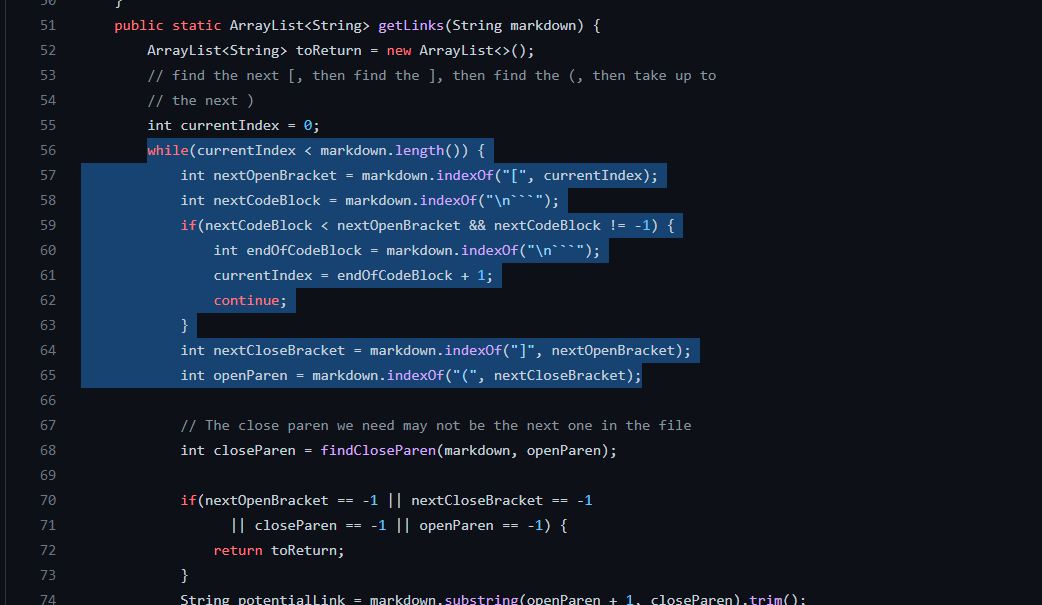 50 }
51 public static ArrayList<String> getLinks(String markdown) {
52 ArrayList<String> toReturn = new ArrayList<>();
53 // find the next [, then find the ], then find the (, then take up to
54 // the next )
55 int currentIndex = 0;
56 while(currentIndex < markdown.length()) {
57 int nextOpenBracket = markdown.indexOf("[", currentIndex);
58 int nextCodeBlock = markdown.indexOf("\n```");
59 if(nextCodeBlock < nextOpenBracket && nextCodeBlock != -1) {
60 int endOfCodeBlock = markdown.indexOf("\n```");
61 currentIndex = endOfCodeBlock + 1;
62 continue;
63 }
64 int nextCloseBracket = markdown.indexOf("]", nextOpenBracket);
65 int openParen = markdown.indexOf("(", nextCloseBracket);
66
67 // The close paren we need may not be the next one in the file
68 int closeParen = findCloseParen(markdown, openParen);
69
70 if(nextOpenBracket == -1 || nextCloseBracket == -1
71 || closeParen == -1 || openParen == -1) {
72 return toReturn;
73 }
74 String potentialLink = markdown.substring(openParen + 1, closeParen).trim();